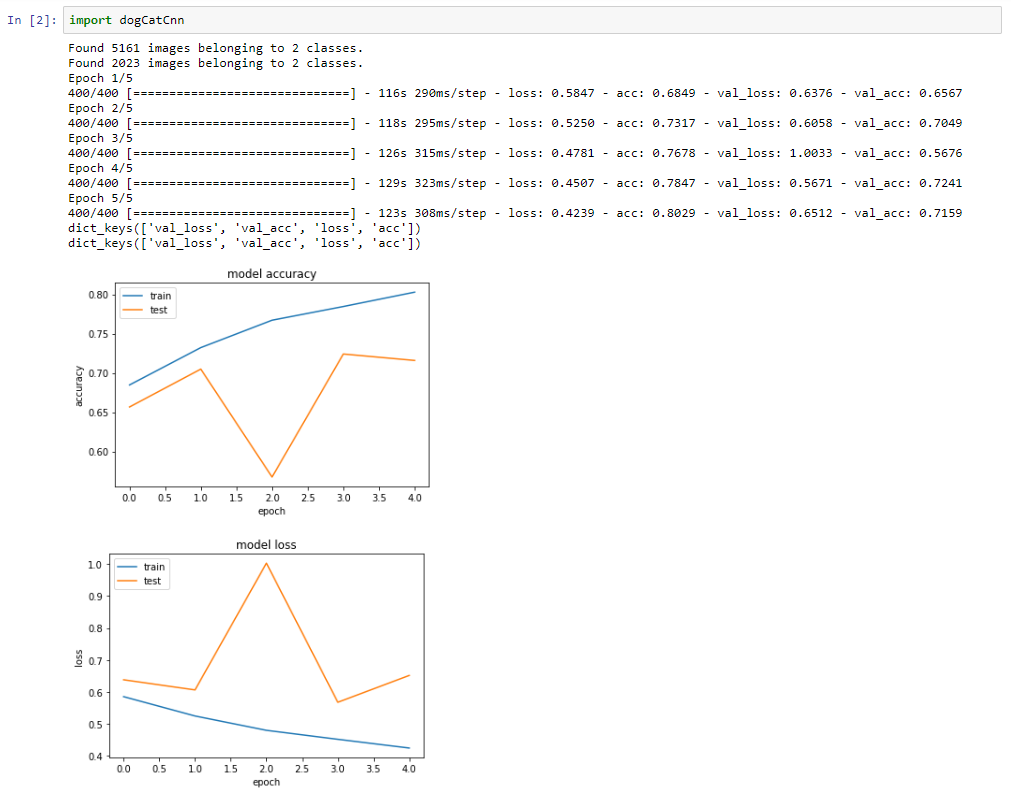 In [2]: import dogCatCnn
Found 5161 images belonging to 2 classes.
Found 2023 images belonging to 2 classes.
Epoch 1/5
400/400 [==============================] - 116s 290ms/step - loss: 0.5847 - acc: 0.6849 - val_loss: 0.6376 - val_acc: 0.6567
Epoch 2/5
400/400 [==============================] - 118s 295ms/step - loss: 0.5250 - acc: 0.7317 - val_loss: 0.6058 - val_acc: 0.7049
Epoch 3/5
400/400 [==============================] - 126s 315ms/step - loss: 0.4781 - acc: 0.7678 - val_loss: 1.0033 - val_acc: 0.5676
Epoch 4/5
400/400 [==============================] - 129s 323ms/step - loss: 0.4507 - acc: 0.7847 - val_loss: 0.5671 - val_acc: 0.7241
Epoch 5/5
400/400 [==============================] - 123s 308ms/step - loss: 0.4239 - acc: 0.8029 - val_loss: 0.6512 - val_acc: 0.7159
dict_keys(['val_loss', 'val_acc', 'loss', 'acc'])
dict_keys(['val_loss', 'val_acc', 'loss', 'acc'])
model accuracy
train
test
0.80
0.75
0.70
0.65
0.60
accuracy
0.0 0.5 1.0 1.5 2.0 2.5 3.0 3.5 4.0
epoch
model loss
train
test
1.0
0.9
0.8
0.7
0.6
0.5
0.4
loss
0.0 0.5 1.0 1.5 2.0 2.5 3.0 3.5 4.0
epoch